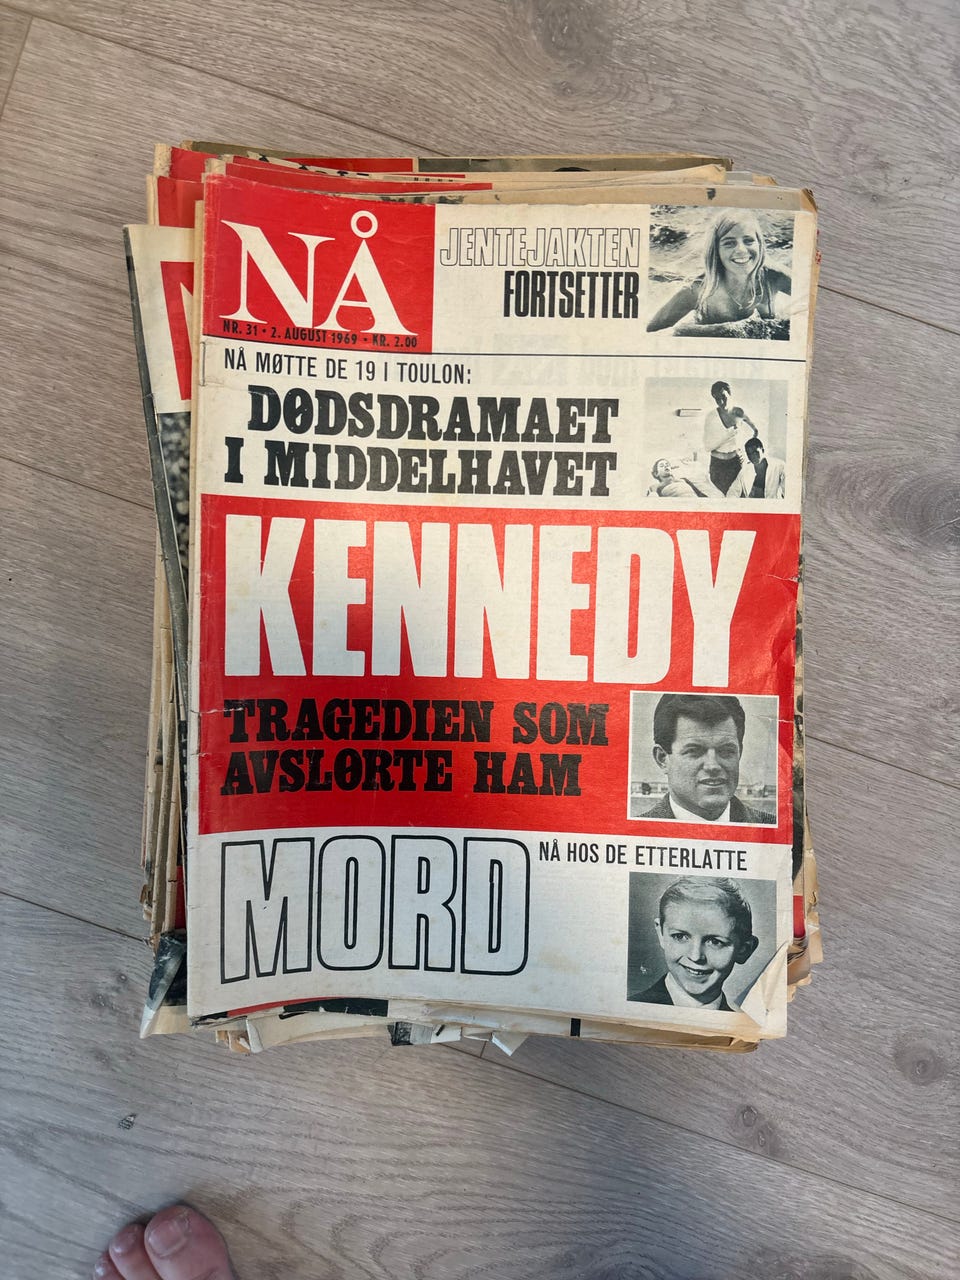 NÅ
NR. 31 • 2. AUGUST 1969 • KR. 2.00
JENTEJAKTEN
FORTSETTER
NÅ MØTTE DE 19 I TOULON:
DØDSDRAMAET
I MIDDELHAVET
KENNEDY
TRAGEDIEN SOM
AVSLØRTE HAM
MORD
NÅ HOS DE ETTERLATTE